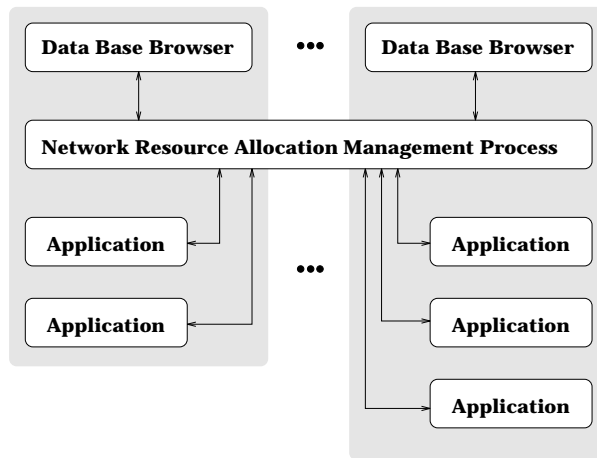 Data Base Browser
•••
Data Base Browser
Network Resource Allocation Management Process
Application
Application
•••
Application
Application
Application